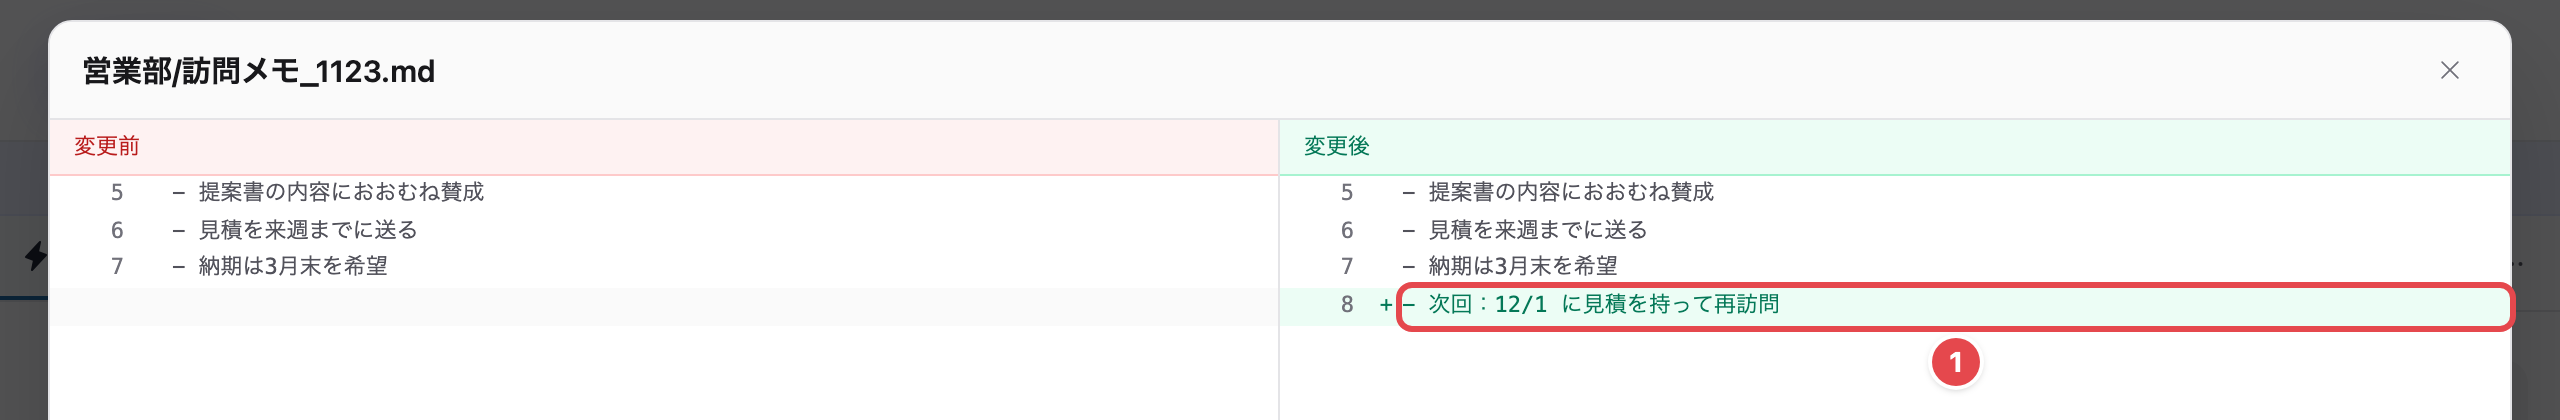 営業部/訪問メモ_1123.md
変更前
5 – 提案書の内容におおむね賛成
6 – 見積を来週までに送る
7 – 納期は3月末を希望
変更後
5 – 提案書の内容におおむね賛成
6 – 見積を来週までに送る
7 – 納期は3月末を希望
8 + – 次回：12/1 に見積を持って再訪問
1